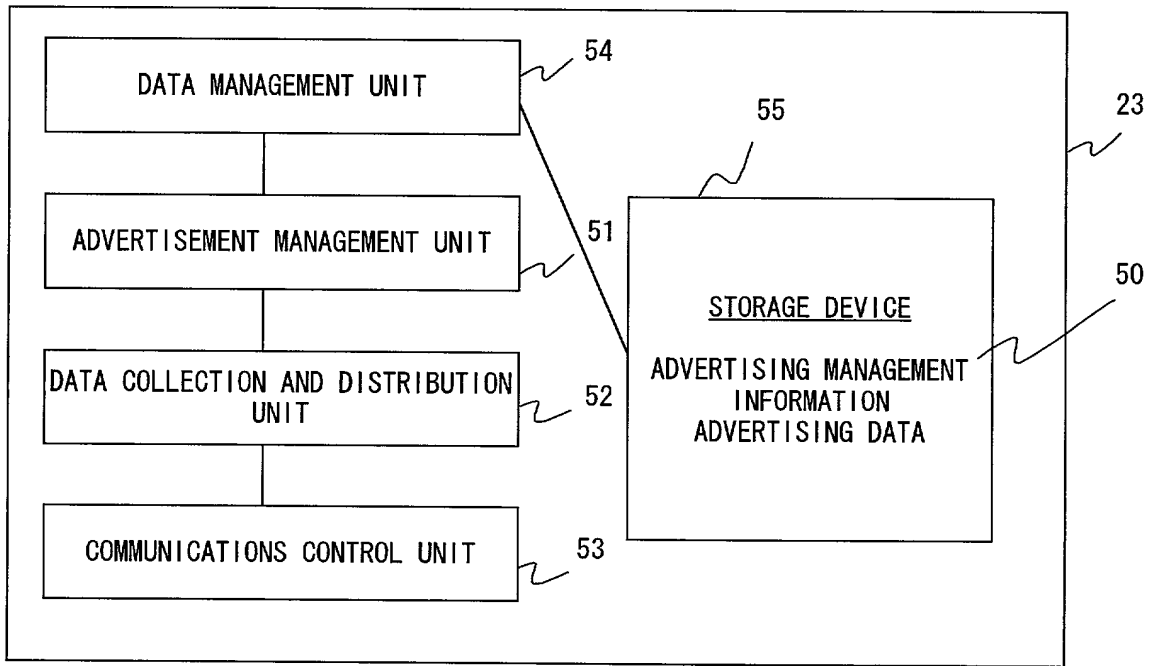 DATA MANAGEMENT UNIT
54
ADVERTISEMENT MANAGEMENT UNIT
51
DATA COLLECTION AND DISTRIBUTION
UNIT
52
COMMUNICATIONS CONTROL UNIT
53
55
STORAGE DEVICE
ADVERTISING MANAGEMENT
INFORMATION
ADVERTISING DATA
50
23